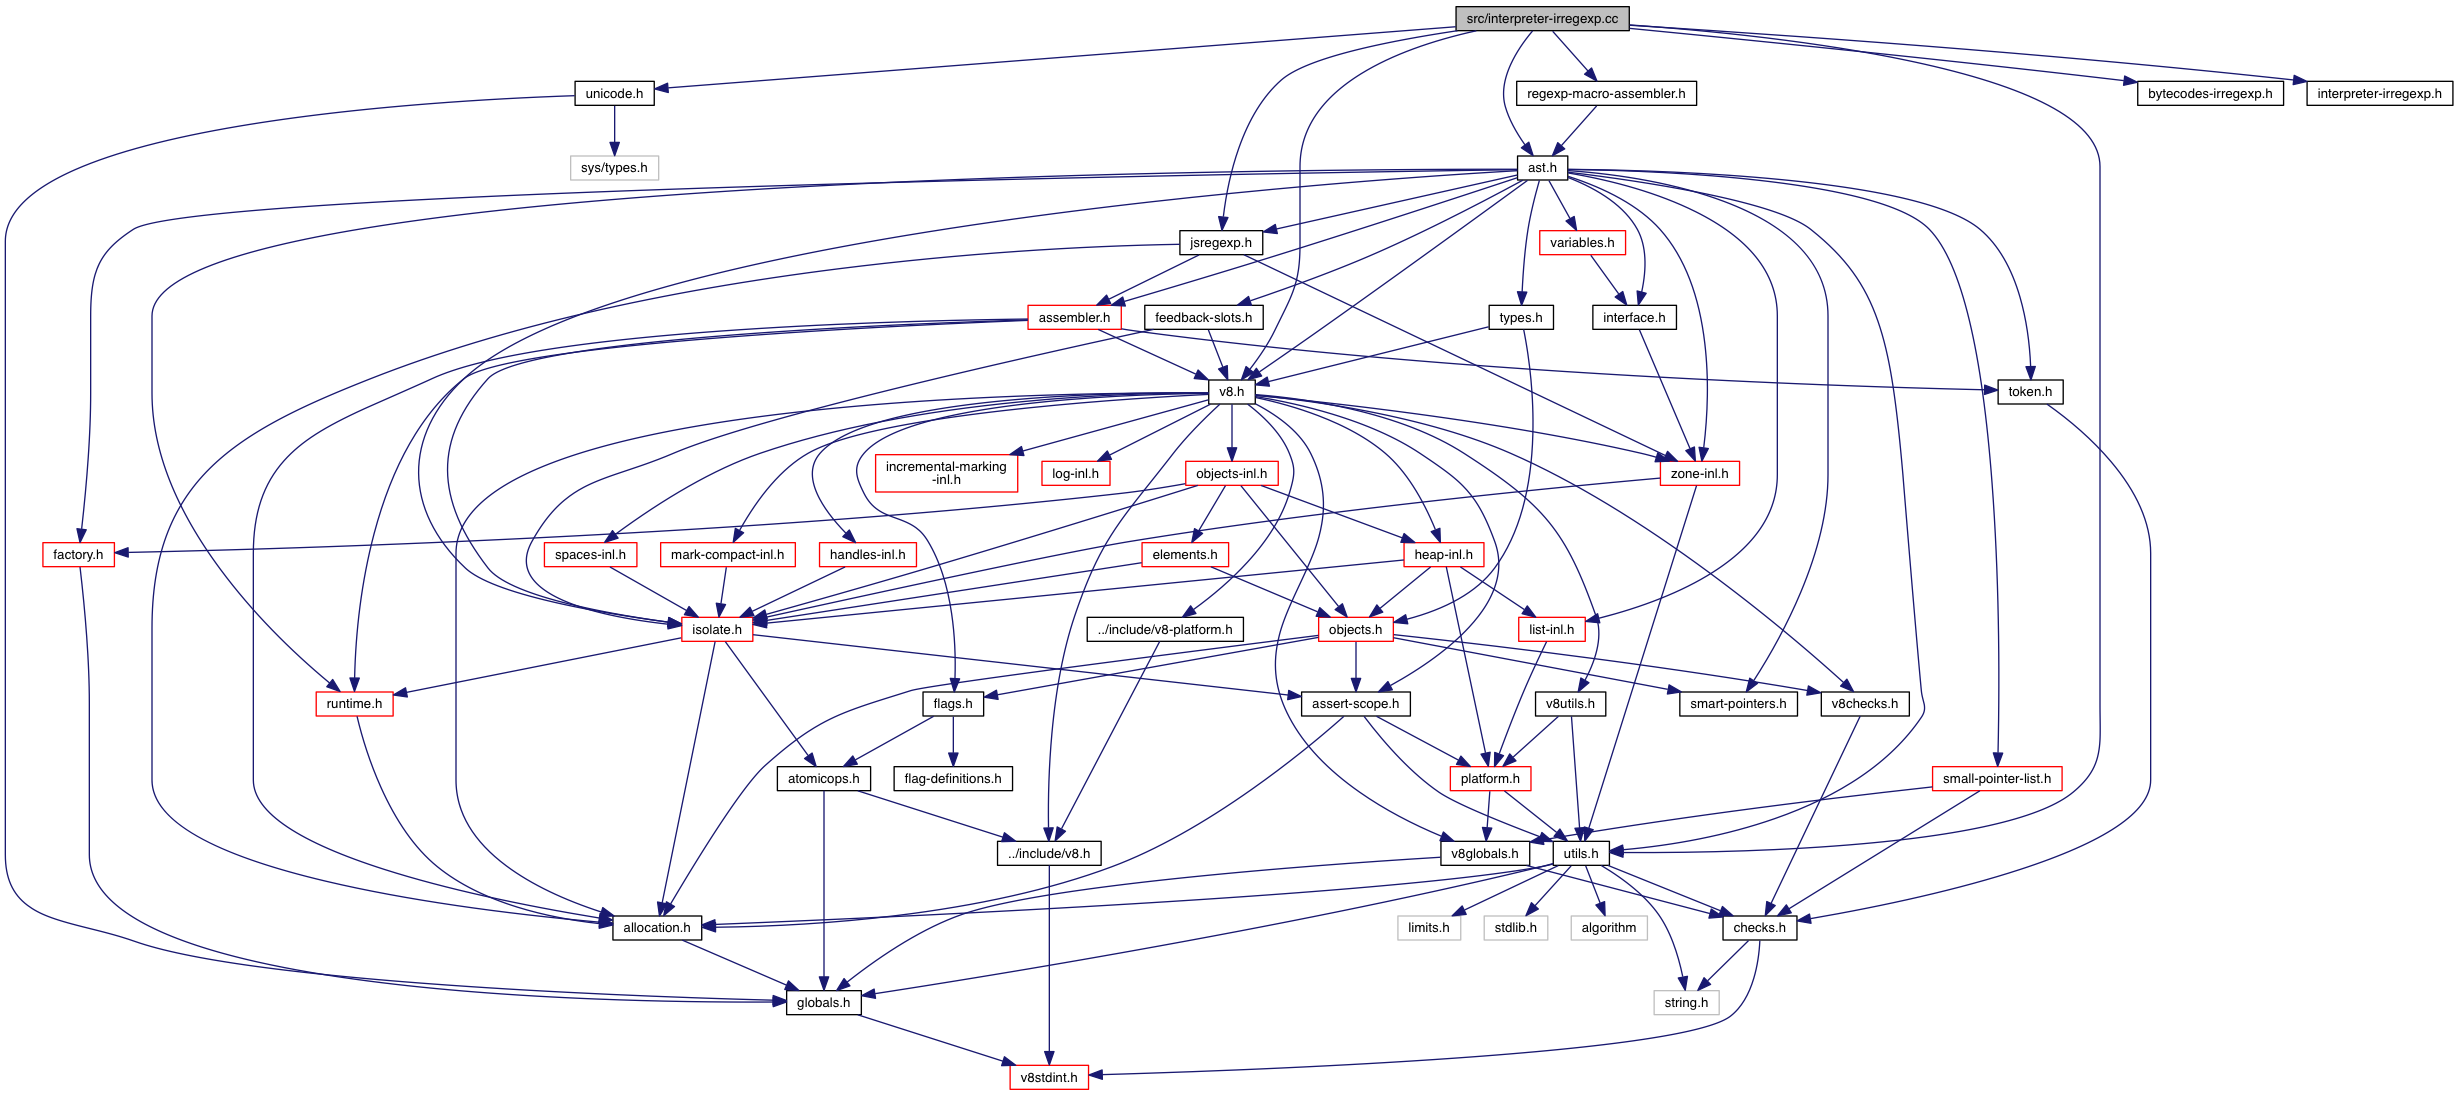 src/interpreter-irregexp.cc
unicode.h
regexp-macro-assembler.h
bytecodes-irregexp.h
interpreter-irregexp.h
sys/types.h
ast.h
jsregexp.h
variables.h
assembler.h
feedback-slots.h
types.h
interface.h
v8.h
token.h
incremental-marking
-inl.h
log-inl.h
objects-inl.h
zone-inl.h
factory.h
spaces-inl.h
mark-compact-inl.h
handles-inl.h
elements.h
heap-inl.h
isolate.h
../include/v8-platform.h
objects.h
list-inl.h
runtime.h
flags.h
assert-scope.h
v8utils.h
smart-pointers.h
v8checks.h
atomicops.h
flag-definitions.h
platform.h
small-pointer-list.h
../include/v8.h
v8globals.h
utils.h
allocation.h
limits.h
stdlib.h
algorithm
checks.h
globals.h
string.h
v8stdint.h